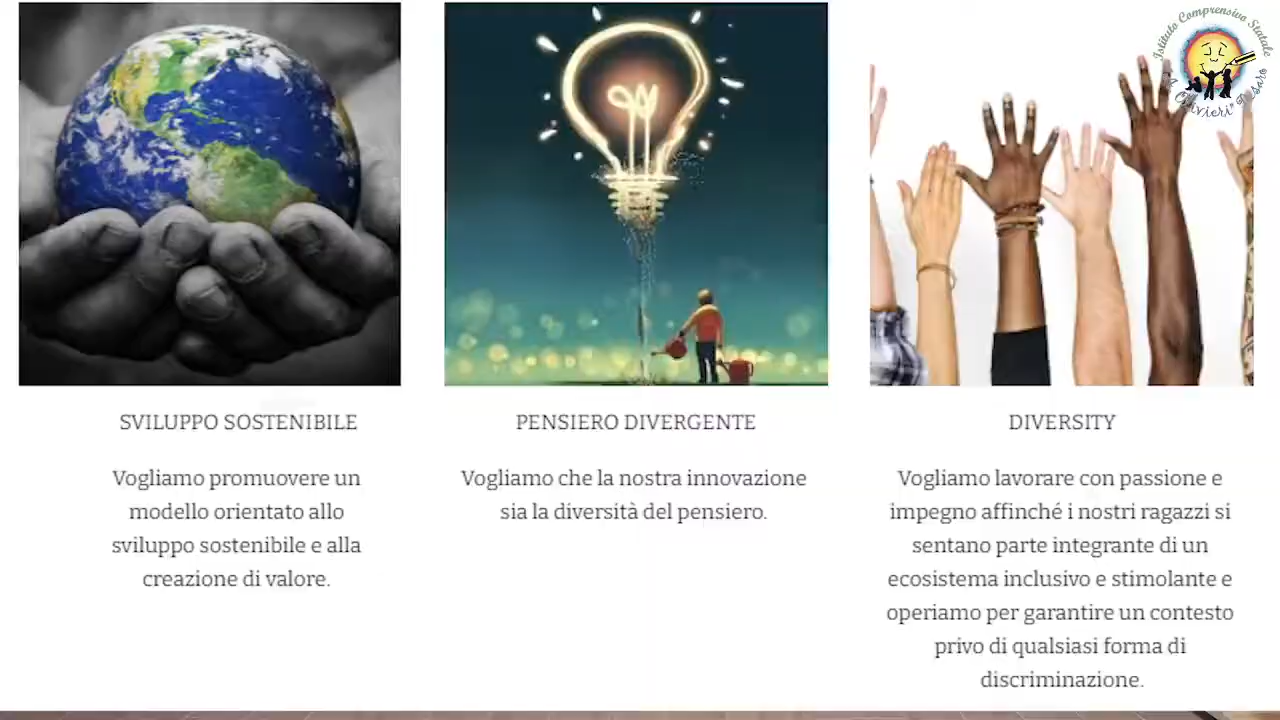 Istituto Comprensivo Statale
SVILUPPO SOSTENIBILE
Vogliamo promuovere un
modello orientato allo
sviluppo sostenibile e alla
creazione di valore.
PENSIERO DIVERGENTE
Vogliamo che la nostra innovazione
sia la diversità del pensiero.
DIVERSITY
Vogliamo lavorare con passione e
impegno affinché i nostri ragazzi si
sentano parte integrante di un
ecosistema inclusivo e stimolante e
operiamo per garantire un contesto
privo di qualsiasi forma di
discriminazione.